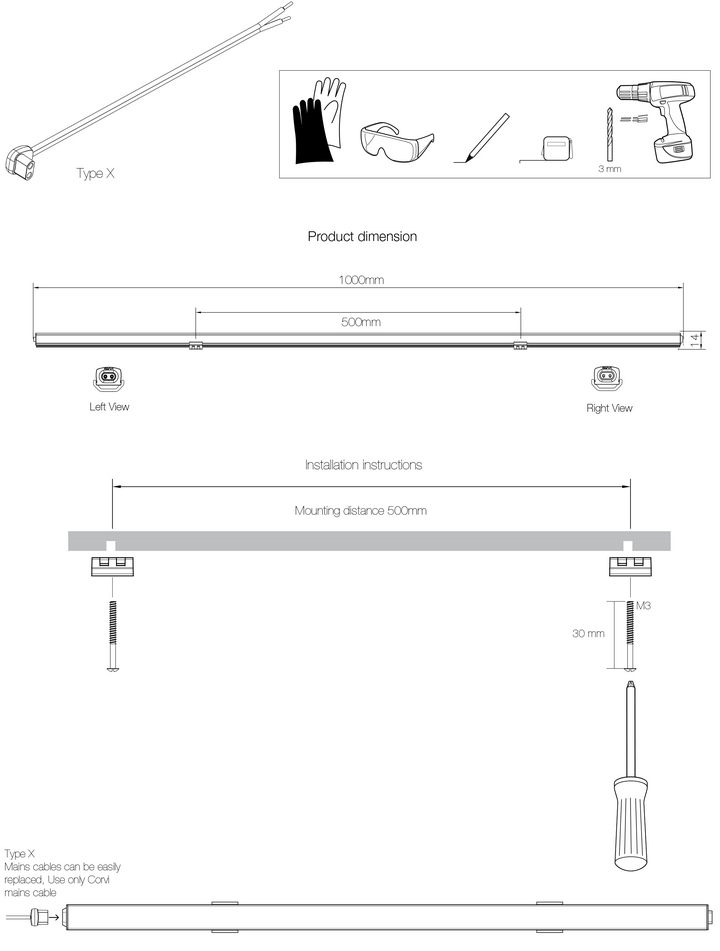 Type X
3 mm
Product dimension
1000mm
500mm
14
Left View
Right View
Installation instructions
Mounting distance 500mm
M3
30 mm
Type X
Mains cables can be easily
replaced, Use only Corvi
mains cable